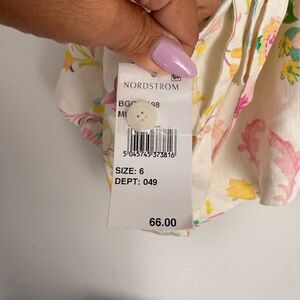 NORDSTROM
5 045745 373816
SIZE: 6
DEPT: 049
66.00